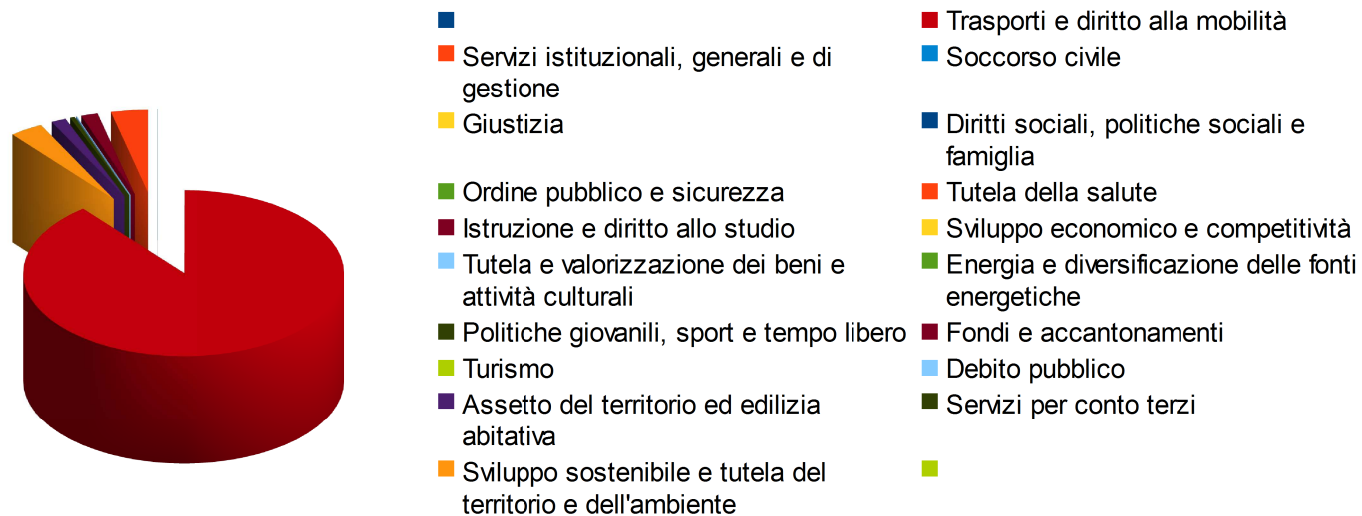 Servizi istituzionali, generali e di
gestione
Giustizia
Ordine pubblico e sicurezza
Istruzione e diritto allo studio
Tutela e valorizzazione dei beni e
attività culturali
Politiche giovanili, sport e tempo libero
Turismo
Assetto del territorio ed edilizia
abitativa
Sviluppo sostenibile e tutela del
territorio e dell'ambiente
Trasporti e diritto alla mobilità
Soccorso civile
Diritti sociali, politiche sociali e
famiglia
Tutela della salute
Sviluppo economico e competitività
Energia e diversificazione delle fonti
energetiche
Fondi e accantonamenti
Debito pubblico
Servizi per conto terzi